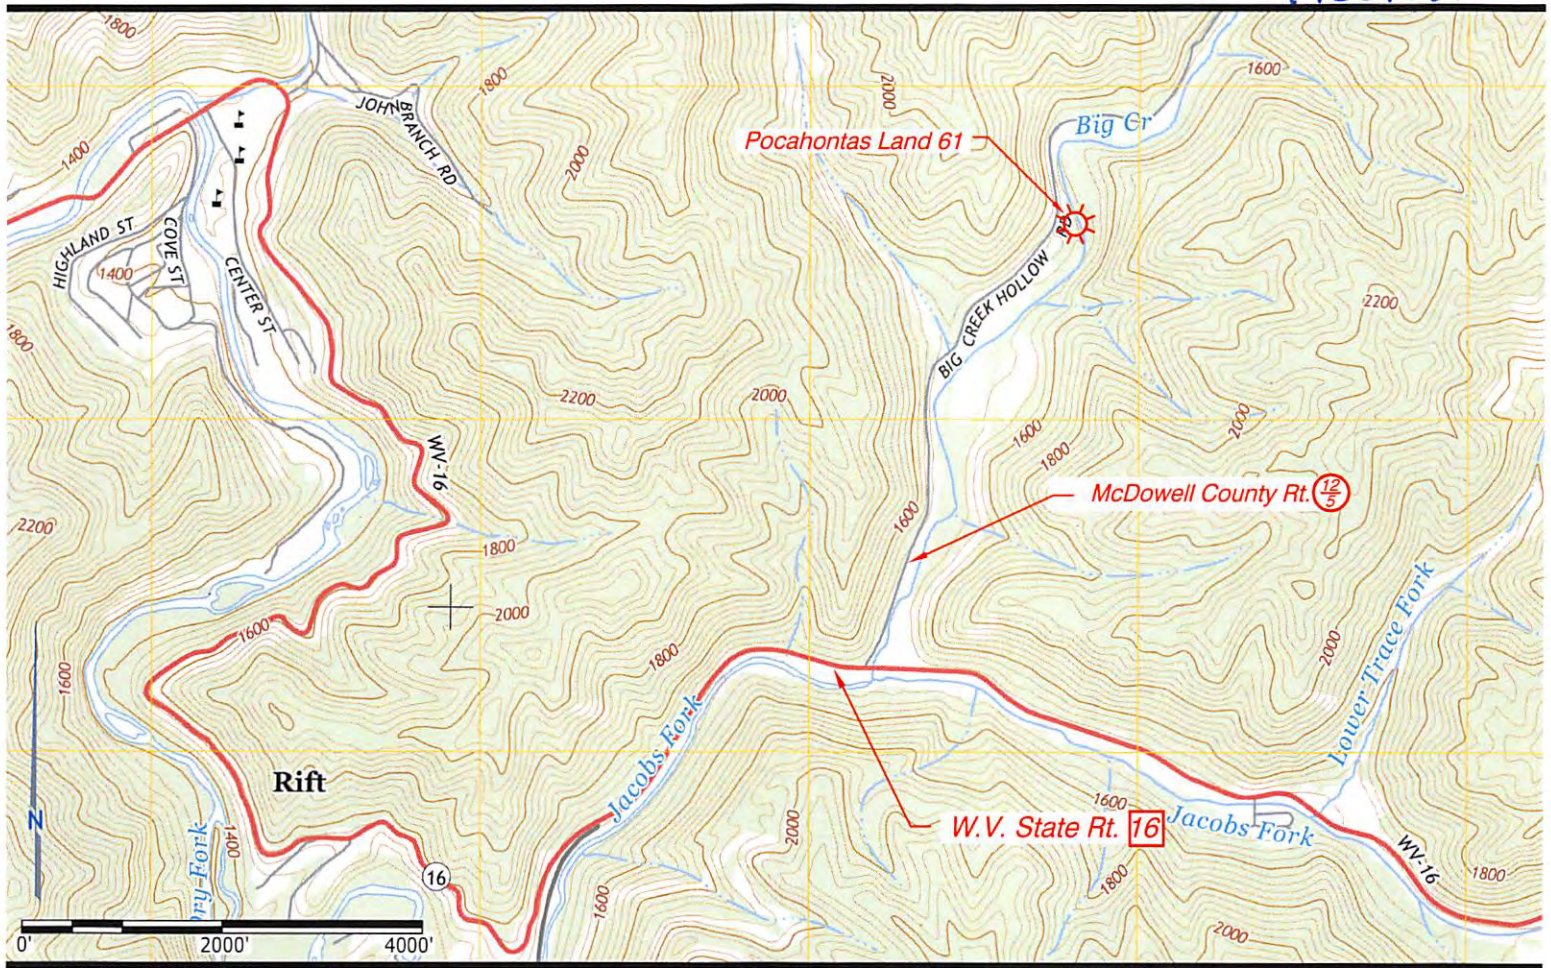 1800
1800
2000
1600
JOHN BRANCH RD
Big Cr
Pocahontas Land 61
1400
2000
HIGHLAND ST
COVE ST
1400
CENTER ST
RD
BIG CREEK HOLLOW
2200
1800
2200
2000
2000
1600
1800
WV-16
McDowell County Rt. 12/5
1600
2200
1800
2000
1600
1600
1800
2000
Lower Trace Fork
Jacobs Fork
Rift
N
1400
Dry Fork
16
2000
1600
W.V. State Rt. 16
Jacobs Fork
WV-16
1800
1800
1600
2000
0' 2000' 4000'